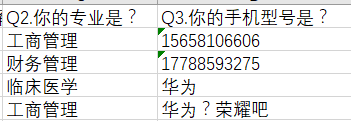 Q2.你的专业是？ Q3.你的手机型号是？
工商管理 15658106606
财务管理 17788593275
临床医学 华为
工商管理 华为？荣耀吧